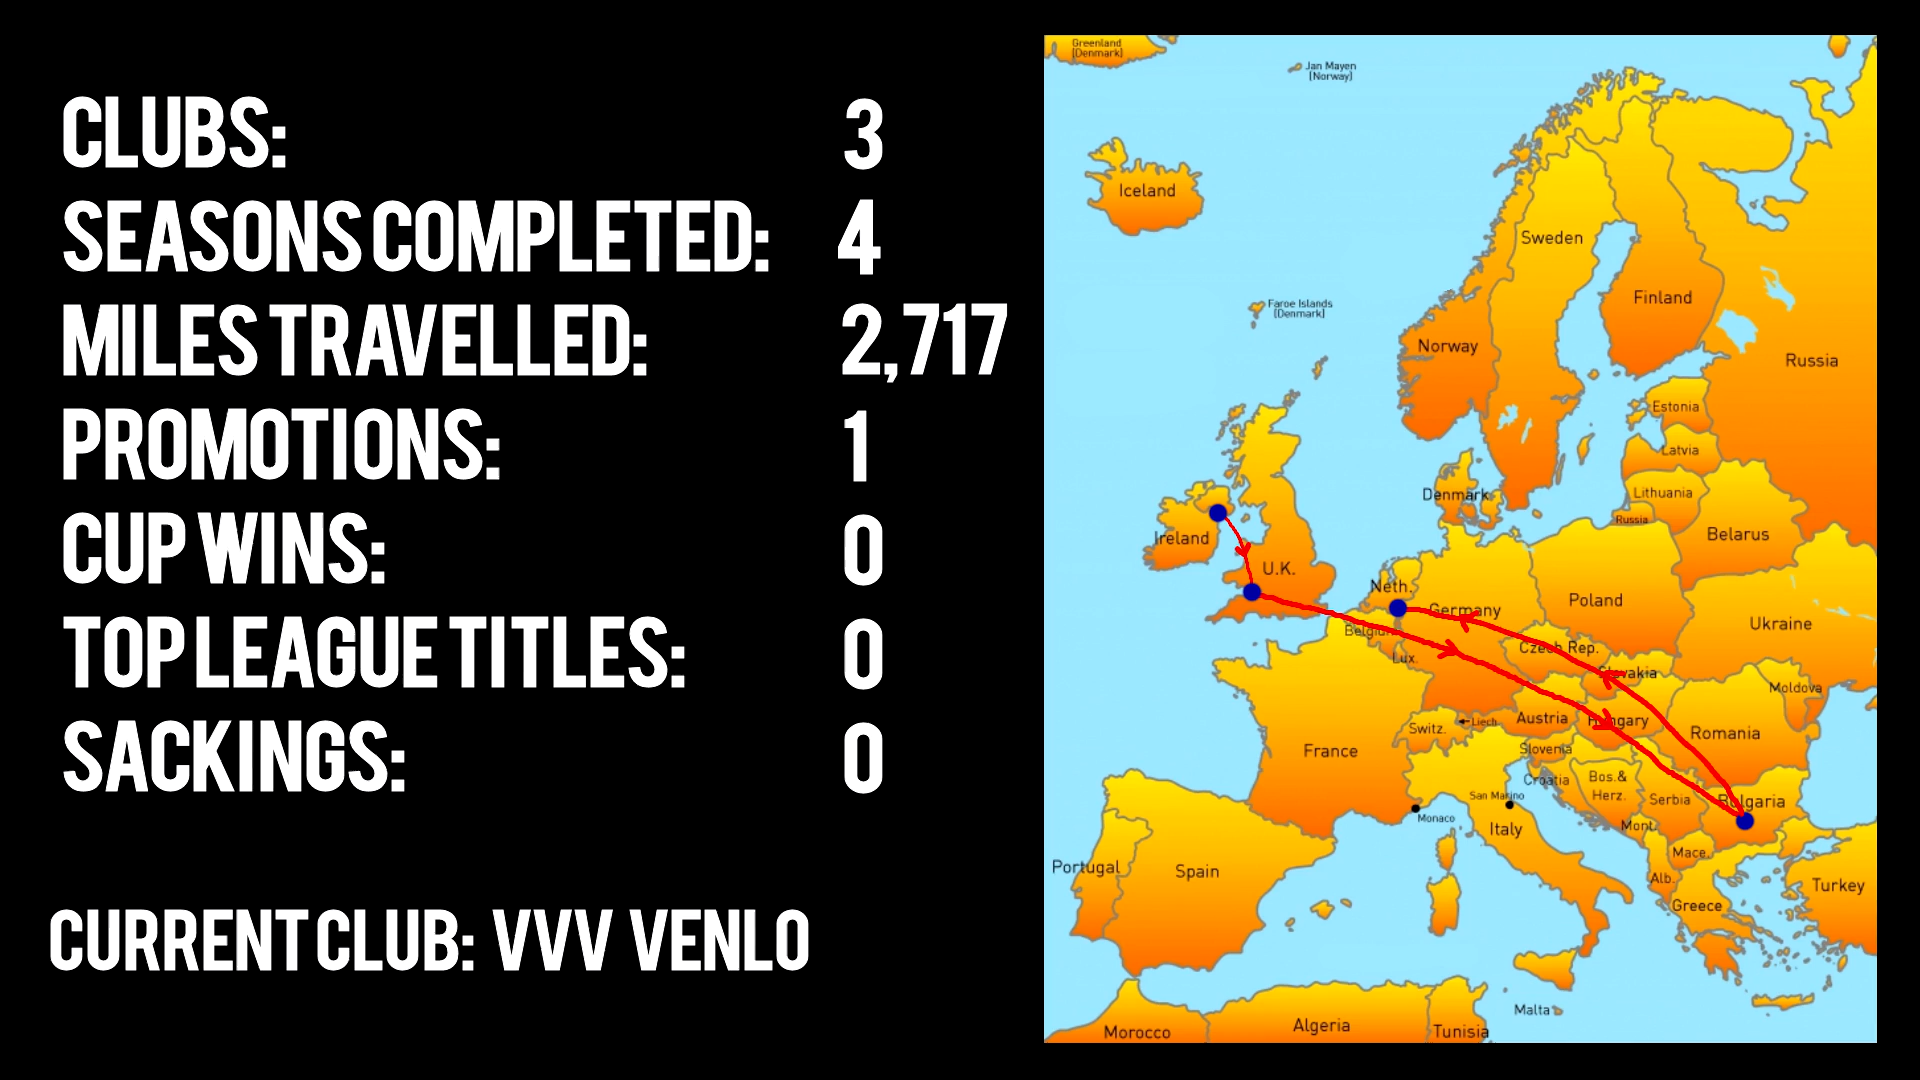 CLUBS: 3
SEASONS COMPLETED: 4
MILES TRAVELLED: 2,717
PROMOTIONS: 1
CUP WINS: 0
TOP LEAGUE TITLES: 0
SACKINGS: 0
CURRENT CLUB: VVV VENLO
Greenland
(Denmark)
Jan Mayen
(Norway)
Iceland
Sweden
Faroe Islands
(Denmark)
Finland
Norway
Russia
Estonia
Latvia
Denmark
Lithuania
Russia
Belarus
Ireland
U.K.
Neth.
Germany
Poland
Ukraine
Belgium
Lux.
Czech Rep.
Slovakia
Moldova
Switz.
Liech.
Austria
Hungary
Romania
France
Slovenia
Croatia
Bos.&
Herz.
Serbia
Bulgaria
San Marino
Monaco
Italy
Mont.
Mace.
Portugal
Spain
Alb.
Greece
Turkey
Malta
Morocco
Algeria
Tunisia